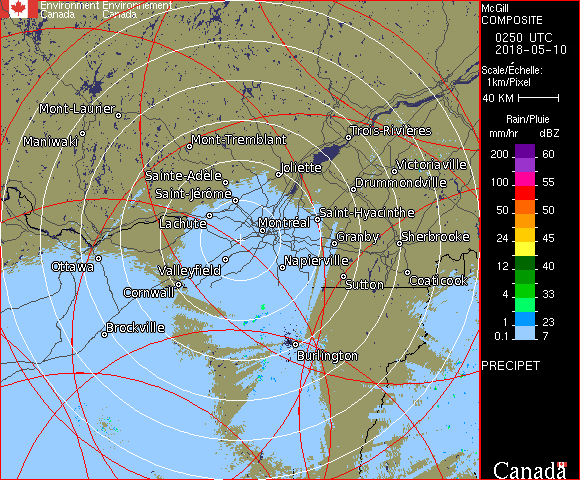 Environment Environnement
Canada Canada
McGill
COMPOSITE
0250 UTC
2018-05-10
Scale/Échelle:
1km/Pixel
40 KM
Rain/Pluie
mm/hr dBZ
200 60
100 55
50 50
24 45
12 40
4 33
1 23
0.1 7
PRECIPET
Canada
Mont-Laurier
Maniwaki
Mont-Tremblant
Trois-Rivières
Victoriaville
Joliette
Sainte-Adèle
Drummondville
Saint-Jérôme
Saint-Hyacinthe
Lachute
Montréal
Granby
Sherbrooke
Ottawa
Valleyfield
Napierville
Sutton
Coaticook
Cornwall
Brockville
Burlington